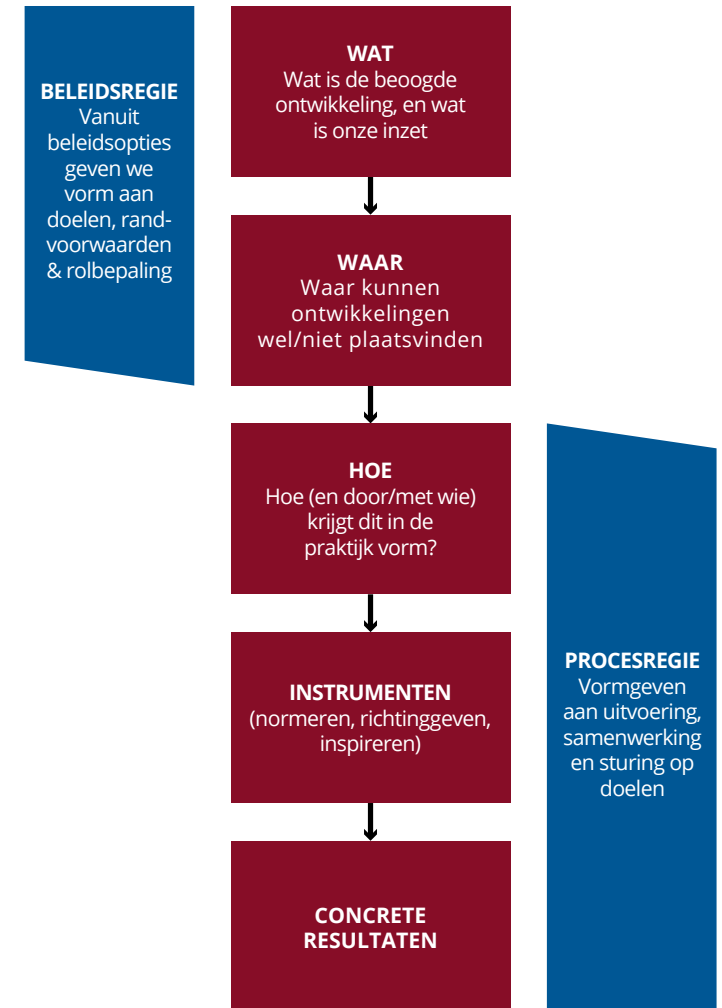 BELEIDSREGIE
Vanuit
beleidsopties
geven we
vorm aan
doelen, rand-
voorwaarden
& rolbepaling
WAT
Wat is de beoogde
ontwikkeling, en wat
is onze inzet
WAAR
Waar kunnen
ontwikkelingen
wel/niet plaatsvinden
HOE
Hoe (en door/met wie)
krijgt dit in de
praktijk vorm?
INSTRUMENTEN
(normeren, richtinggeven,
inspireren)
CONCRETE
RESULTATEN
PROCESREGIE
Vormgeven
aan uitvoering,
samenwerking
en sturing op
doelen